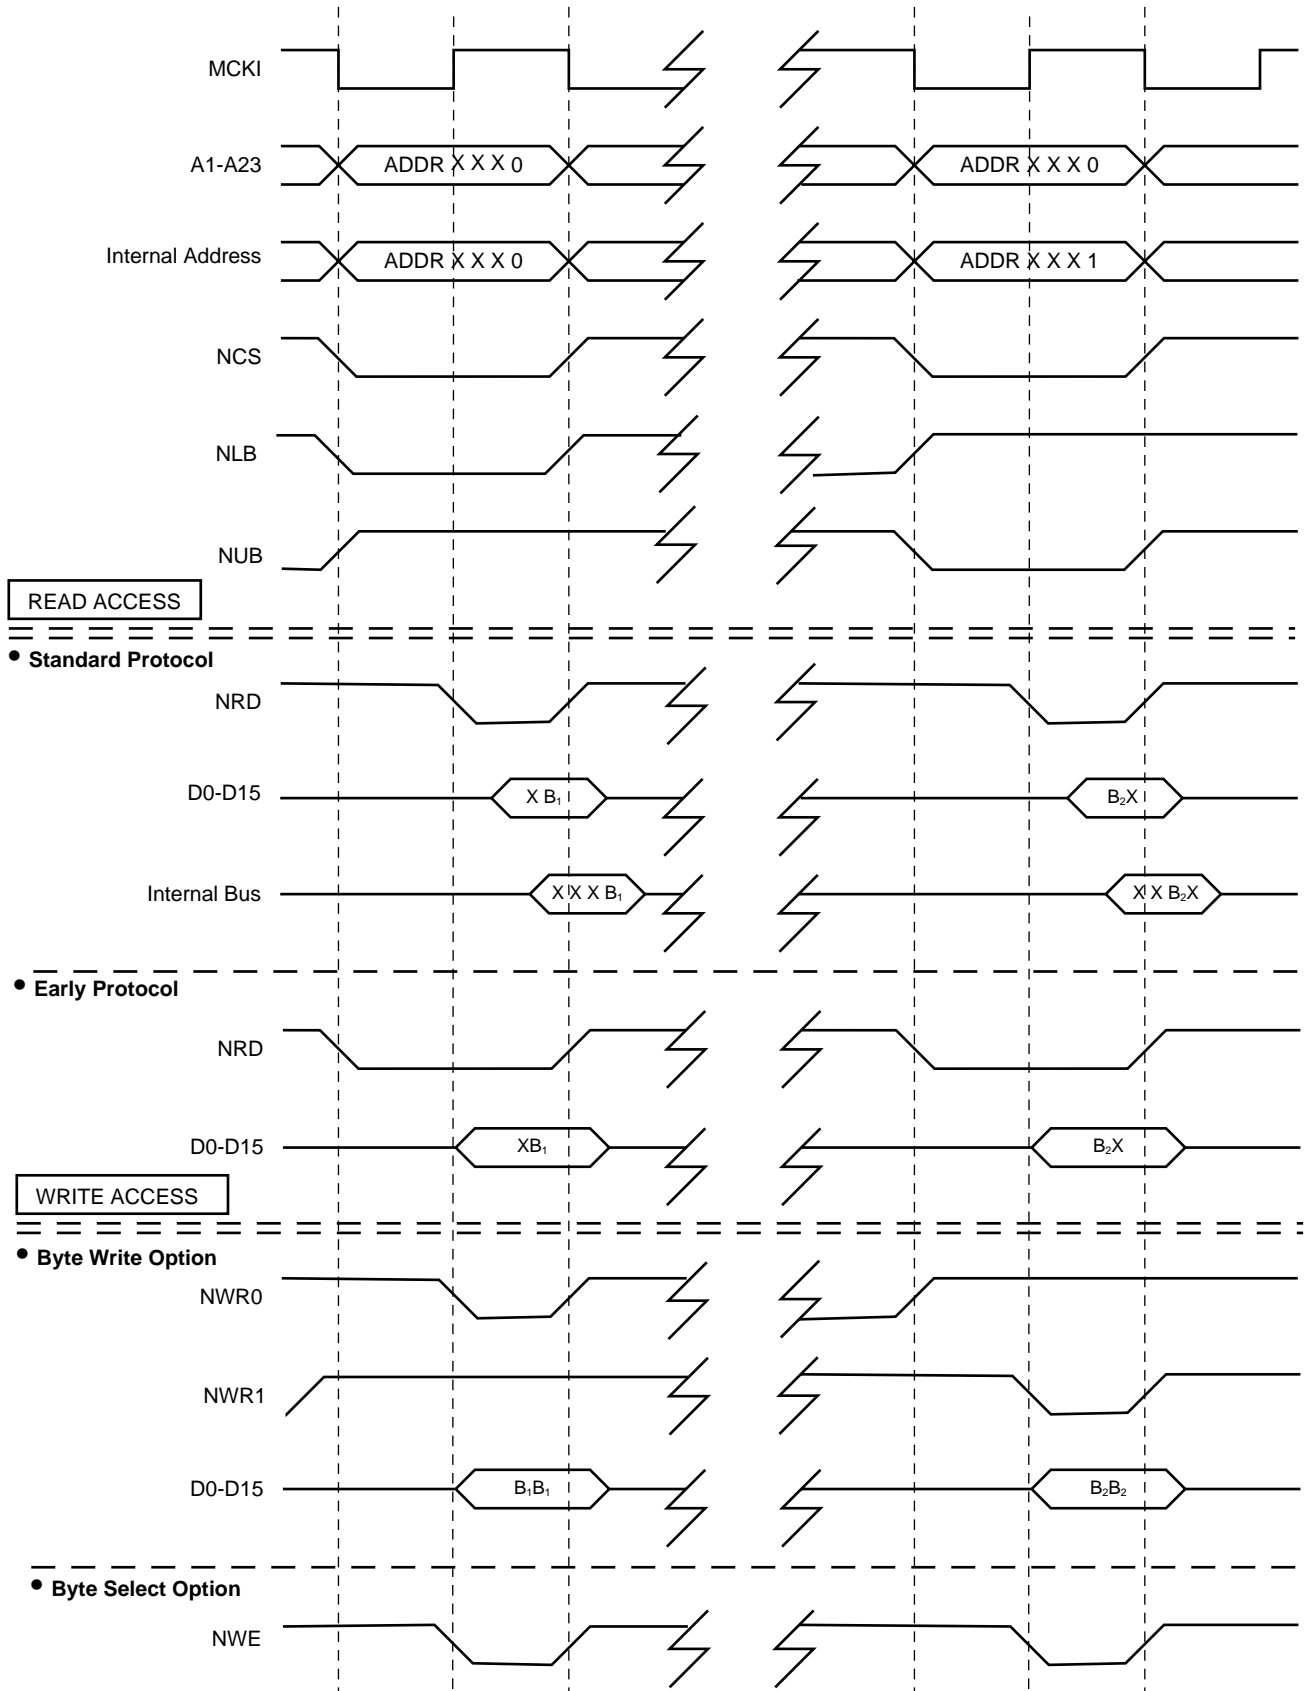 MCKI
A1-A23 ADDR X X X 0 ADDR X X X 0
Internal Address ADDR X X X 0 ADDR X X X 1
NCS
NLB
NUB
READ ACCESS
• Standard Protocol
NRD
D0-D15 X B₁ B₂X
Internal Bus X X X B₁ X X B₂X
• Early Protocol
NRD
D0-D15 XB₁ B₂X
WRITE ACCESS
• Byte Write Option
NWR0
NWR1
D0-D15 B₁B₁ B₂B₂
• Byte Select Option
NWE